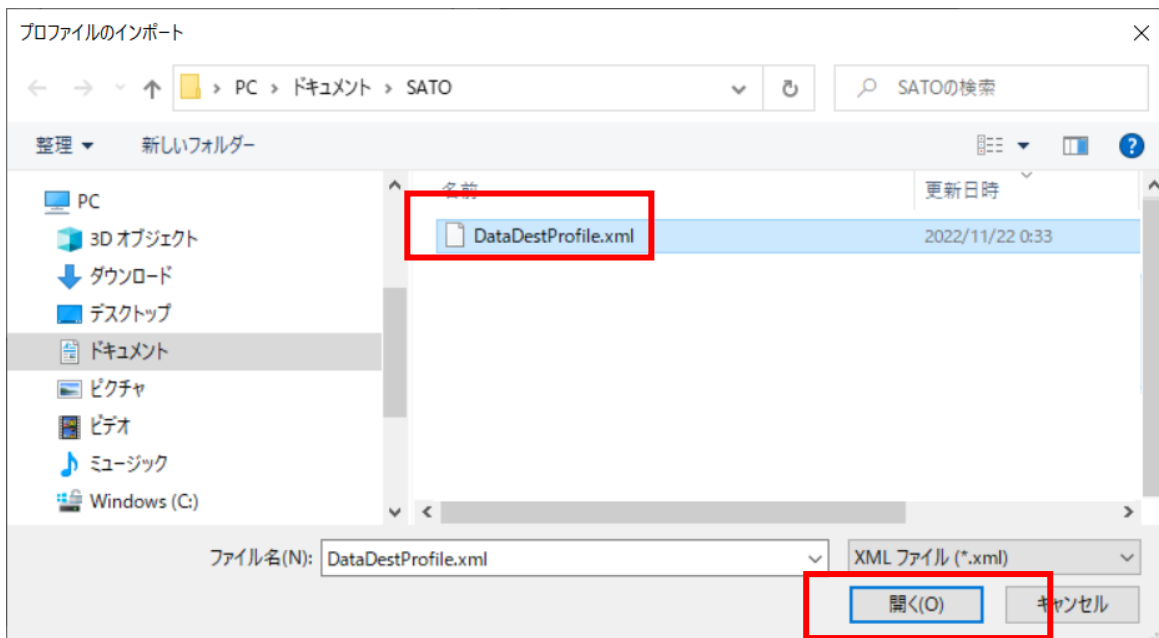 プロファイルのインポート
PC › ドキュメント › SATO
SATOの検索
整理
新しいフォルダー
名前
更新日時
DataDestProfile.xml
2022/11/22 0:33
PC
3D オブジェクト
ダウンロード
デスクトップ
ドキュメント
ピクチャ
ビデオ
ミュージック
Windows (C:)
ファイル名(N):
DataDestProfile.xml
XML ファイル (*.xml)
開く(O)
キャンセル